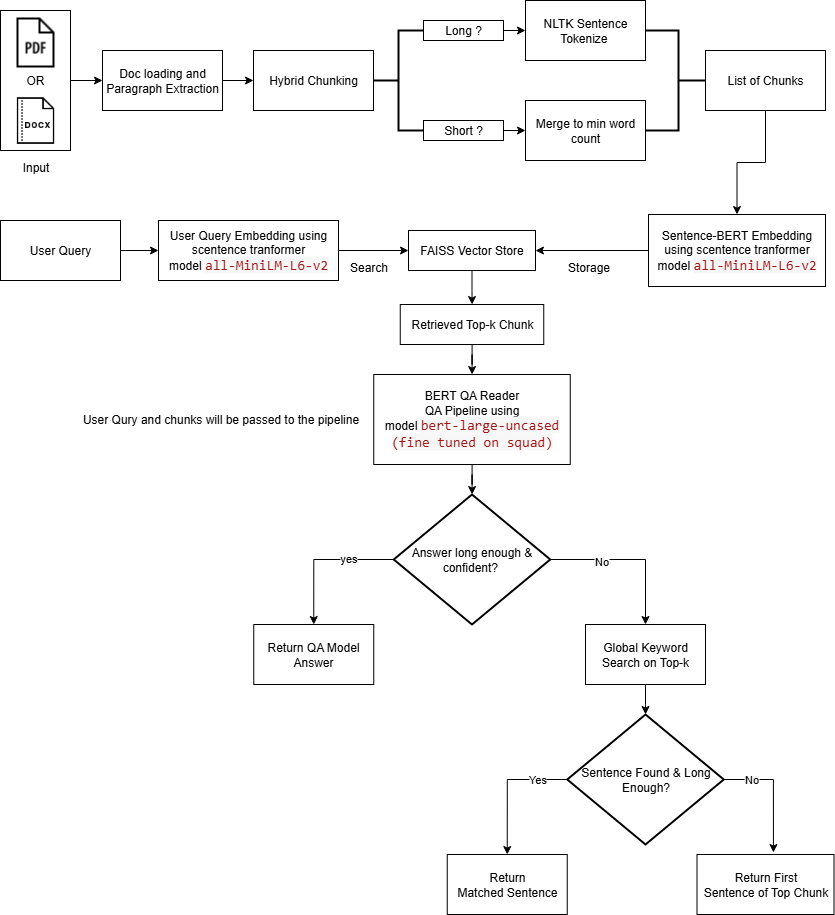 PDF
OR
DOCX
Input
Doc loading and
Paragraph Extraction
Hybrid Chunking
Long ?
Short ?
NLTK Sentence
Tokenize
Merge to min word
count
List of Chunks
User Query
User Query Embedding using
scentence tranformer
model all-MiniLM-L6-v2
Search
FAISS Vector Store
Storage
Sentence-BERT Embedding
using scentence tranformer
model all-MiniLM-L6-v2
Retrieved Top-k Chunk
User Qury and chunks will be passed to the pipeline
BERT QA Reader
QA Pipeline using
model bert-large-uncased
(fine tuned on squad)
Answer long enough &
confident?
yes
No
Return QA Model
Answer
Global Keyword
Search on Top-k
Sentence Found & Long
Enough?
Yes
No
Return
Matched Sentence
Return First
Sentence of Top Chunk